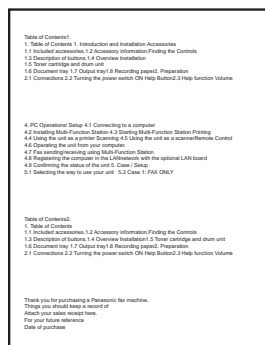 Table of Contents1.
1. Table of Contents 1. Introduction and Installation Accessories
1.1 Included accessories.1.2 Accessory information.Finding the Controls
1.3 Description of buttons.1.4 Overview Installation
1.5 Toner cartridge and drum unit
1.6 Document tray 1.7 Output tray1.8 Recording paper2. Preparation
2.1 Connections 2.2 Turning the power switch ON Help Button2.3 Help function Volume
4. PC Operations/ Setup 4.1 Connecting to a computer
4.2 Installing Multi-Function Station 4.3 Starting Multi-Function Station Printing
4.4 Using the unit as a printer Scanning 4.5 Using the unit as a scannerRemote Control
4.6 Operating the unit from your computer.
4.7 Fax sending/receiving using Multi-Function Station
4.8 Registering the computer in the LANnetwork with the optional LAN board
4.9 Confirming the status of the unit 5. Case / Setup
5.1 Selecting the way to use your unit 5.2 Case 1: FAX ONLY
Table of Contents2.
1. Table of Contents
1.1 Included accessories.1.2 Accessory information.Finding the Controls
1.3 Description of buttons.1.4 Overview Installation1.5 Toner cartridge and drum unit
1.6 Document tray 1.7 Output tray1.8 Recording paper2. Preparation
2.1 Connections 2.2 Turning the power switch ON Help Button2.3 Help function Volume
Thank you for purchasing a Panasonic fax machine.
Things you should keep a record of
Attach your sales receipt here.
For your future reference
Date of purchase